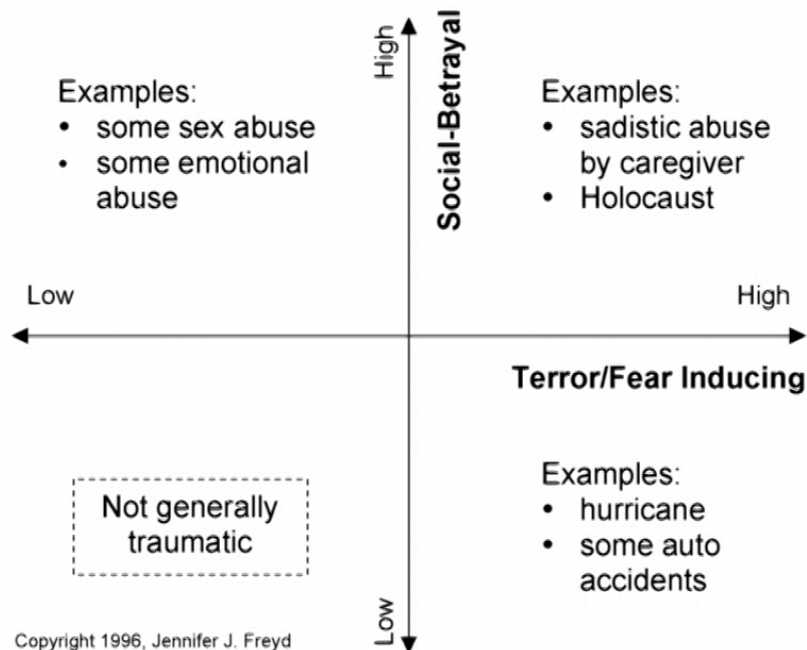 High
Social-Betrayal
Examples:
• some sex abuse
• some emotional
abuse
Examples:
• sadistic abuse
by caregiver
• Holocaust
Low
High
Terror/Fear Inducing
Not generally
traumatic
Examples:
• hurricane
• some auto
accidents
Low
Copyright 1996, Jennifer J. Freyd